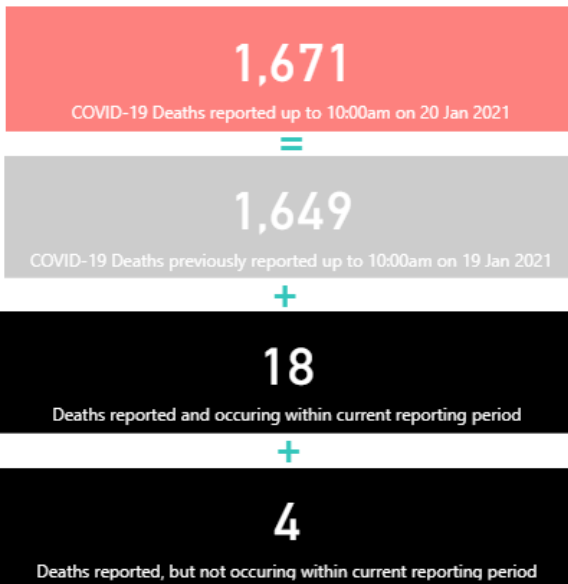 1,671
COVID-19 Deaths reported up to 10:00am on 20 Jan 2021
=
1,649
COVID-19 Deaths previously reported up to 10:00am on 19 Jan 2021
+
18
Deaths reported and occuring within current reporting period
+
4
Deaths reported, but not occuring within current reporting period